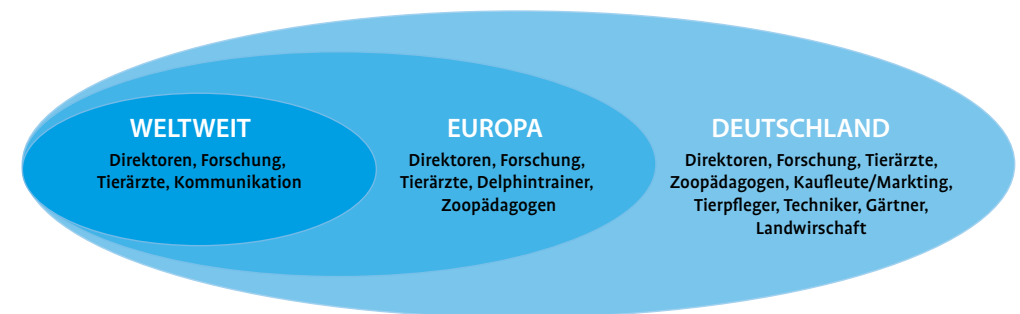 WELTWEIT
Direktoren, Forschung,
Tierärzte, Kommunikation
EUROPA
Direktoren, Forschung,
Tierärzte, Delphintrainer,
Zoopädagogen
DEUTSCHLAND
Direktoren, Forschung, Tierärzte,
Zoopädagogen, Kaufleute/Markting,
Tierpfleger, Techniker, Gärtner,
Landwirschaft